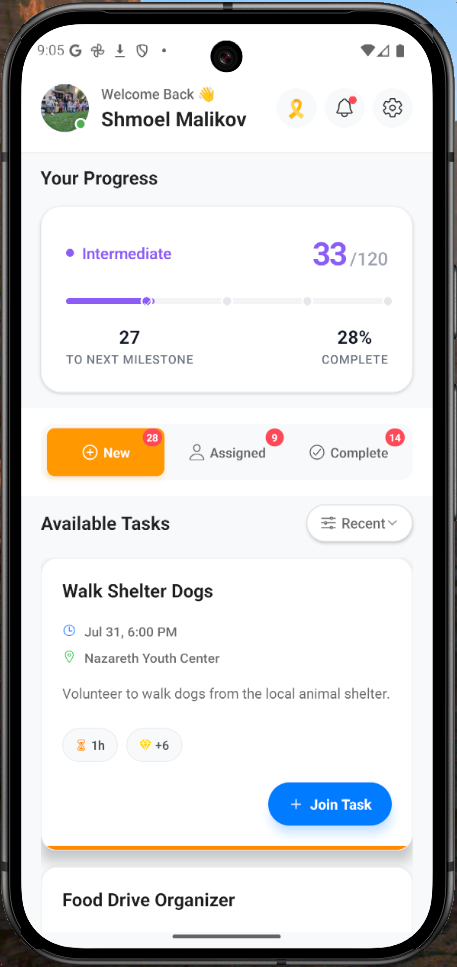 9:05
Welcome Back 👋
Shmoel Malikov
Your Progress
Intermediate
33/120
27
TO NEXT MILESTONE
28%
COMPLETE
New
28
Assigned
9
Complete
14
Available Tasks
Recent
Walk Shelter Dogs
Jul 31, 6:00 PM
Nazareth Youth Center
Volunteer to walk dogs from the local animal shelter.
1h
+6
+ Join Task
Food Drive Organizer